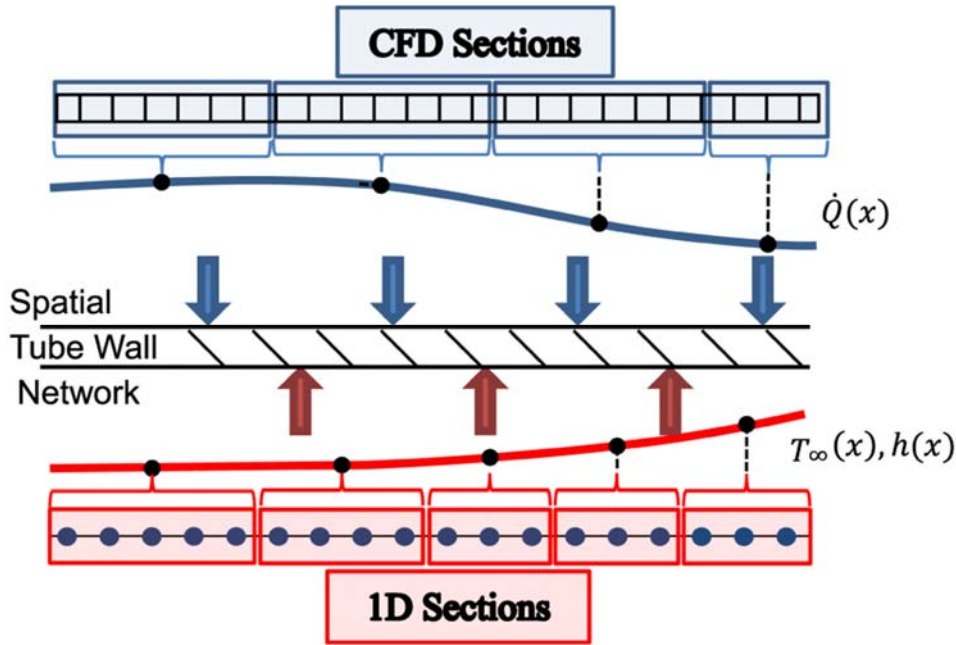 CFD Sections
Q̇(x)
Spatial
Tube Wall
Network
T∞(x), h(x)
1D Sections